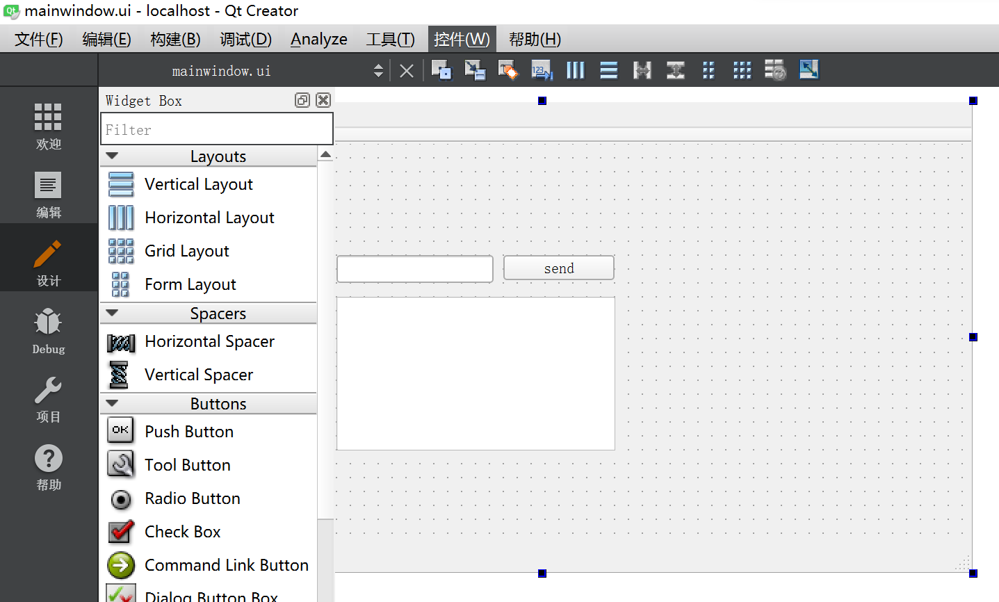 mainwindow.ui - localhost - Qt Creator
文件(F) 编辑(E) 构建(B) 调试(D) Analyze 工具(T) 控件(W) 帮助(H)
mainwindow.ui
Widget Box
Filter
Layouts
Vertical Layout
Horizontal Layout
Grid Layout
Form Layout
Spacers
Horizontal Spacer
Vertical Spacer
Buttons
Push Button
Tool Button
Radio Button
Check Box
Command Link Button
Dialog Button Box
欢迎
编辑
设计
Debug
项目
帮助
send
OK
123
Qt